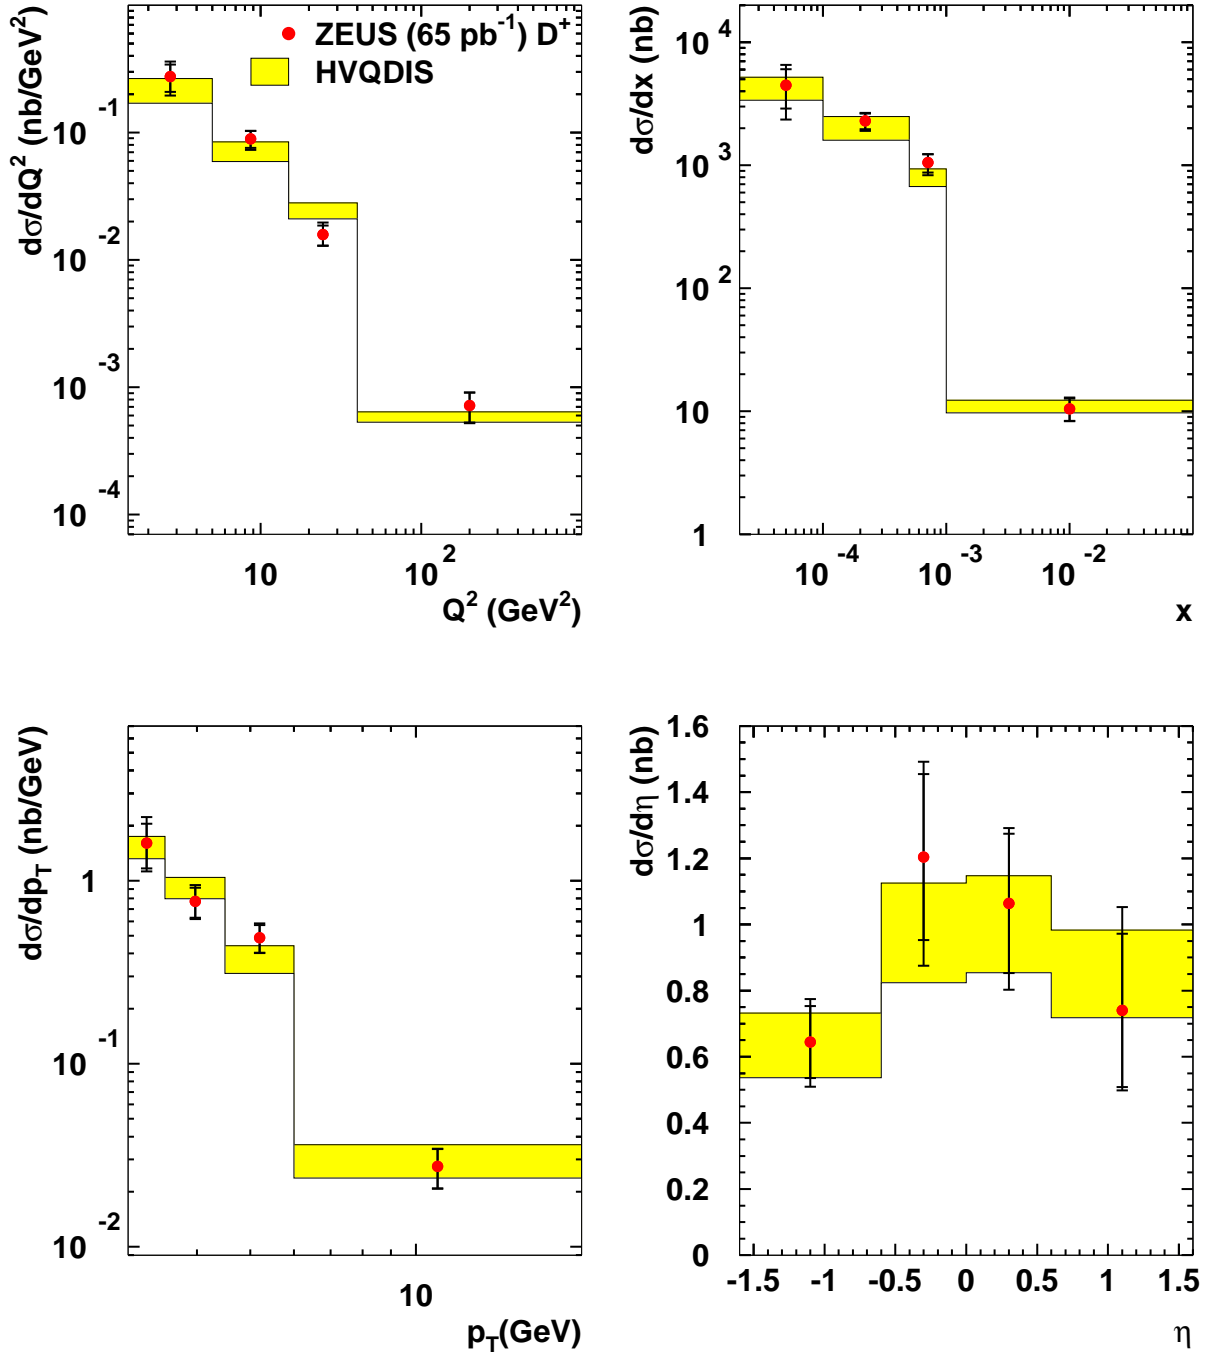 ZEUS (65 pb⁻¹) D⁺
HVQDIS
dσ/dQ² (nb/GeV²)
10⁻¹
10⁻²
10⁻³
10⁻⁴
10 10²
Q² (GeV²)
dσ/dx (nb)
10⁴
10³
10²
10
1
10⁻⁴ 10⁻³ 10⁻²
x
dσ/dp_T (nb/GeV)
1
10⁻¹
10⁻²
10
p_T(GeV)
dσ/dη (nb)
1.6
1.4
1.2
1
0.8
0.6
0.4
0.2
0
-1.5 -1 -0.5 0 0.5 1 1.5
η